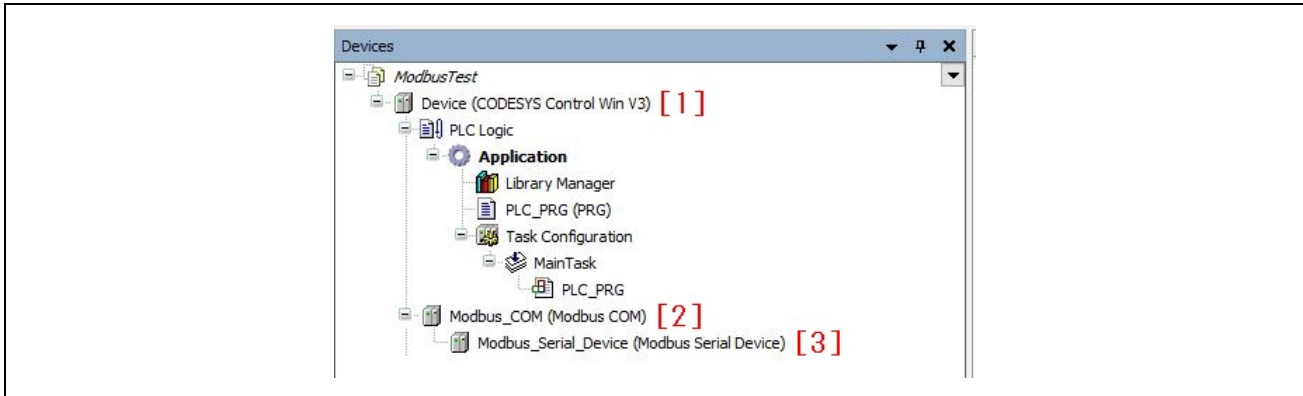 Devices
ModbusTest
Device (CODESYS Control Win V3) [1]
PLC Logic
Application
Library Manager
PLC_PRG (PRG)
Task Configuration
MainTask
PLC_PRG
Modbus_COM (Modbus COM) [2]
Modbus_Serial_Device (Modbus Serial Device) [3]